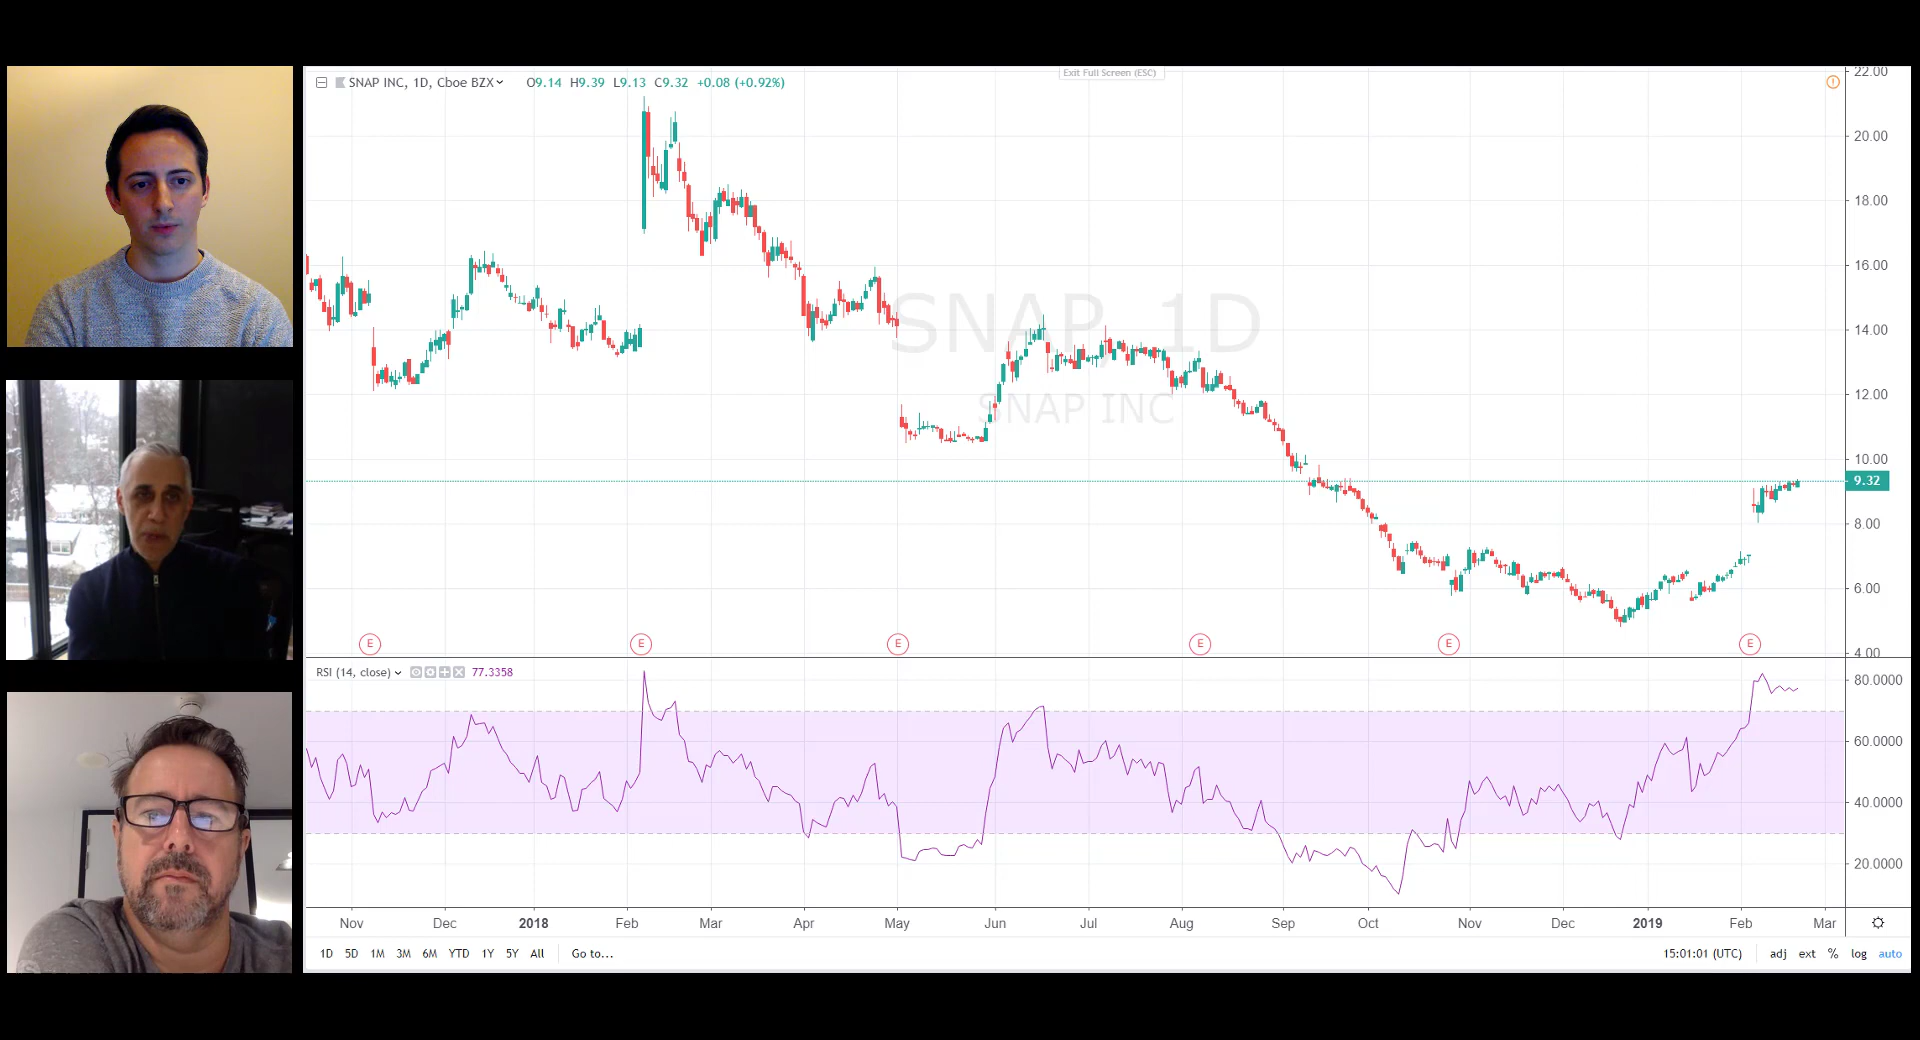 SNAP INC, 1D, Cboe BZX O9.14 H9.39 L9.13 C9.32 +0.08 (+0.92%)
Exit Full Screen (ESC)
22.00
20.00
18.00
16.00
14.00
12.00
10.00
9.32
8.00
6.00
4.00
SNAP, 1D
SNAP INC
E E E E E E
RSI (14, close) 77.3358
80.0000
60.0000
40.0000
20.0000
Nov Dec 2018 Feb Mar Apr May Jun Jul Aug Sep Oct Nov Dec 2019 Feb Mar
1D 5D 1M 3M 6M YTD 1Y 5Y All Go to... 15:01:01 (UTC) adj ext % log auto